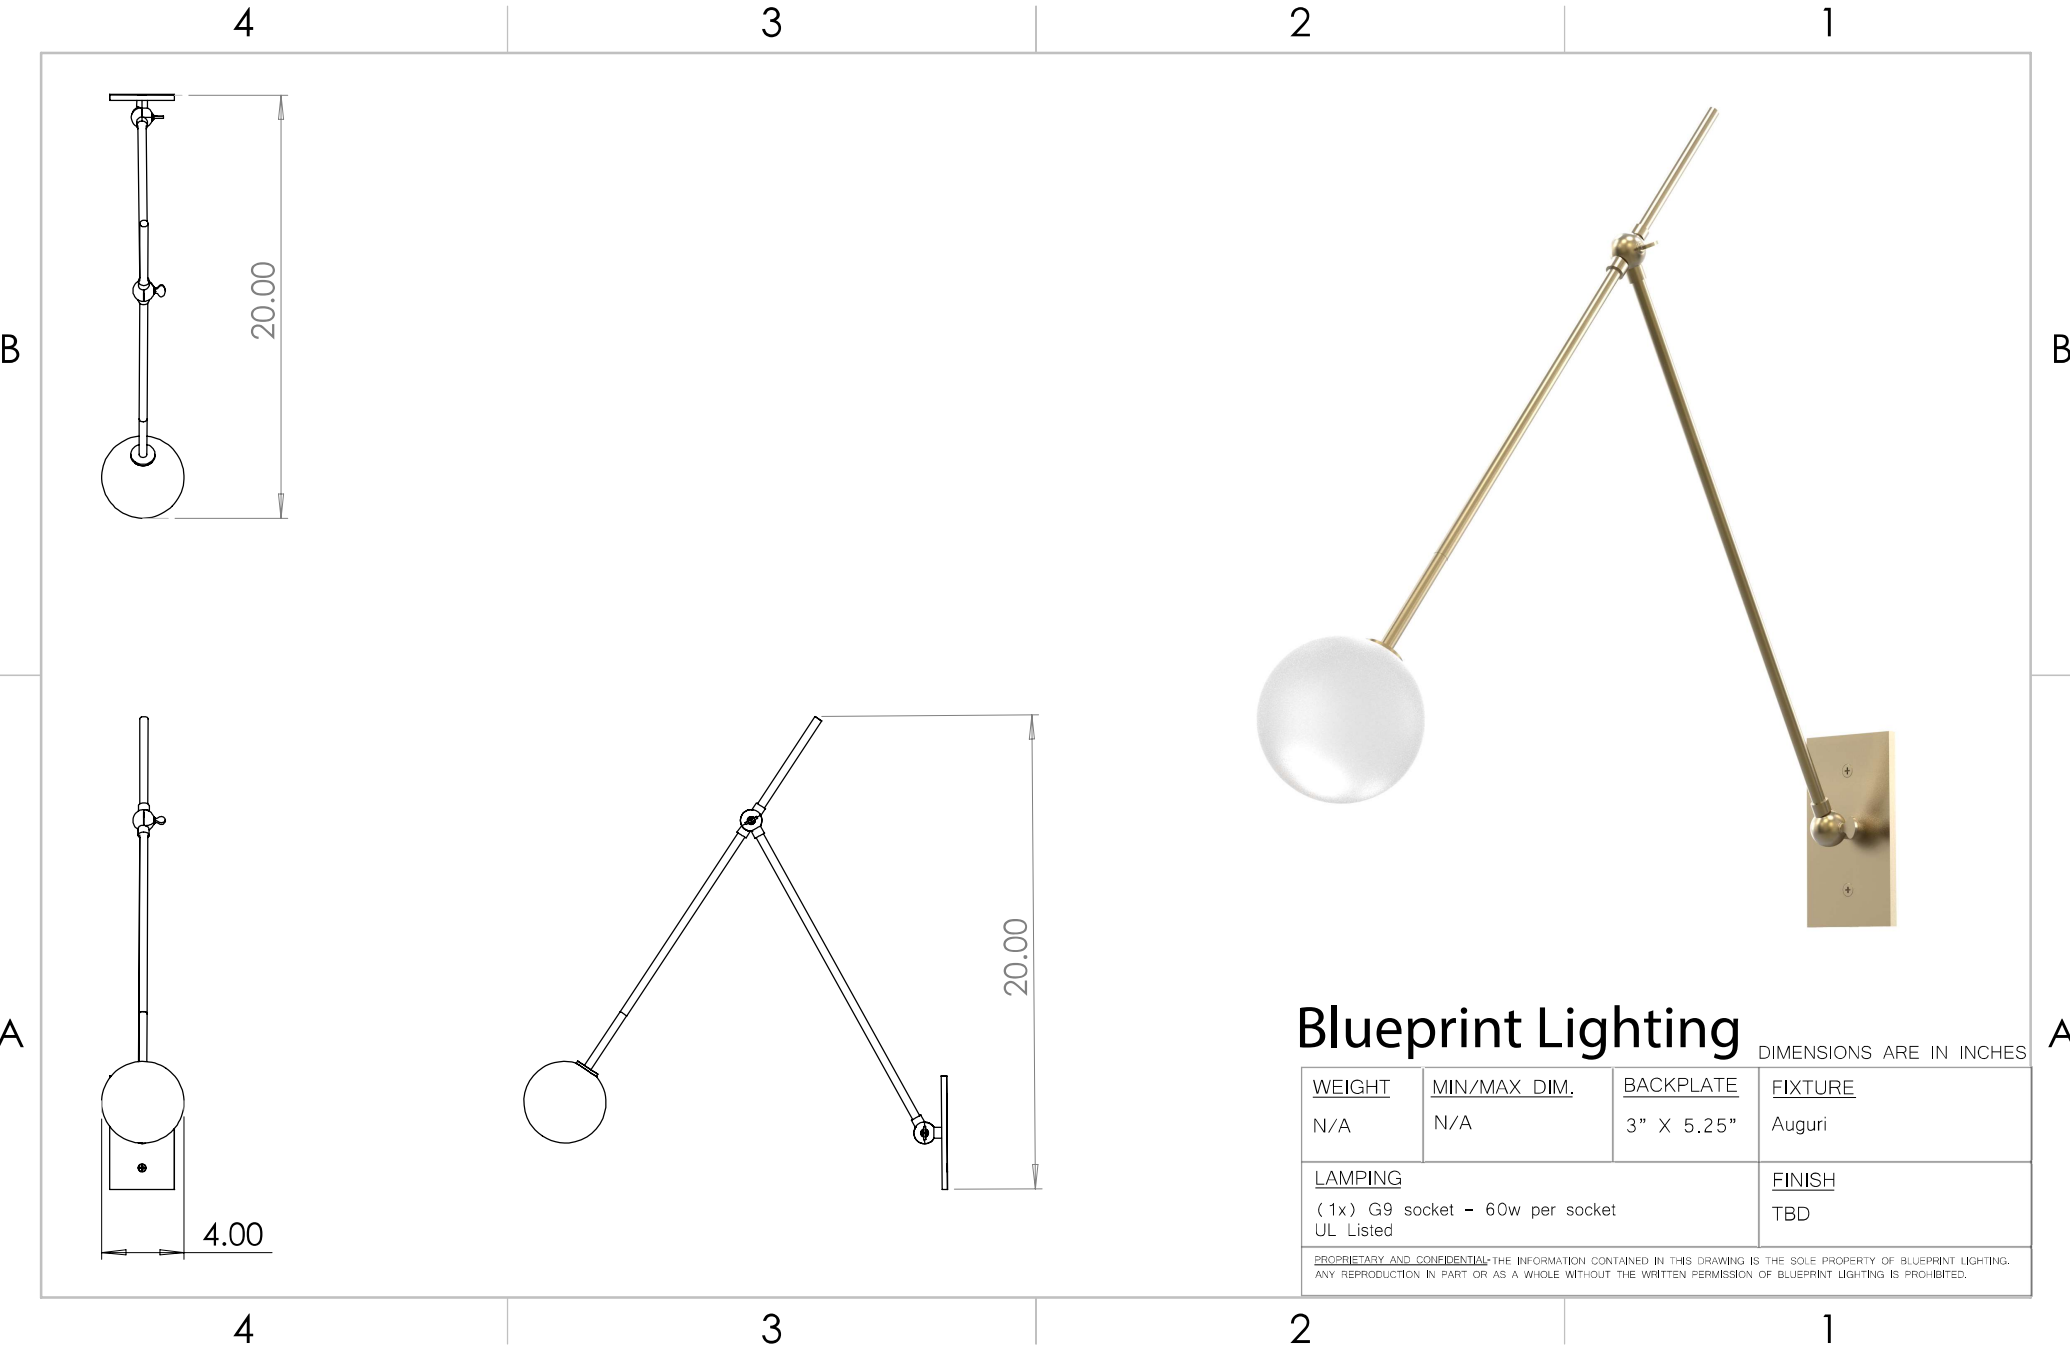 4 3 2 1
20.00
B B
20.00
Blueprint Lighting
A A
DIMENSIONS ARE IN INCHES
WEIGHT MIN/MAX DIM. BACKPLATE FIXTURE
N/A N/A 3” X 5.25” Auguri
LAMPING FINISH
(1x) G9 socket - 60w per socket TBD
UL Listed
4.00
PROPRIETARY AND CONFIDENTIAL-THE INFORMATION CONTAINED IN THIS DRAWING IS THE SOLE PROPERTY OF BLUEPRINT LIGHTING.
ANY REPRODUCTION IN PART OR AS A WHOLE WITHOUT THE WRITTEN PERMISSION OF BLUEPRINT LIGHTING IS PROHIBITED.
4 3 2 1